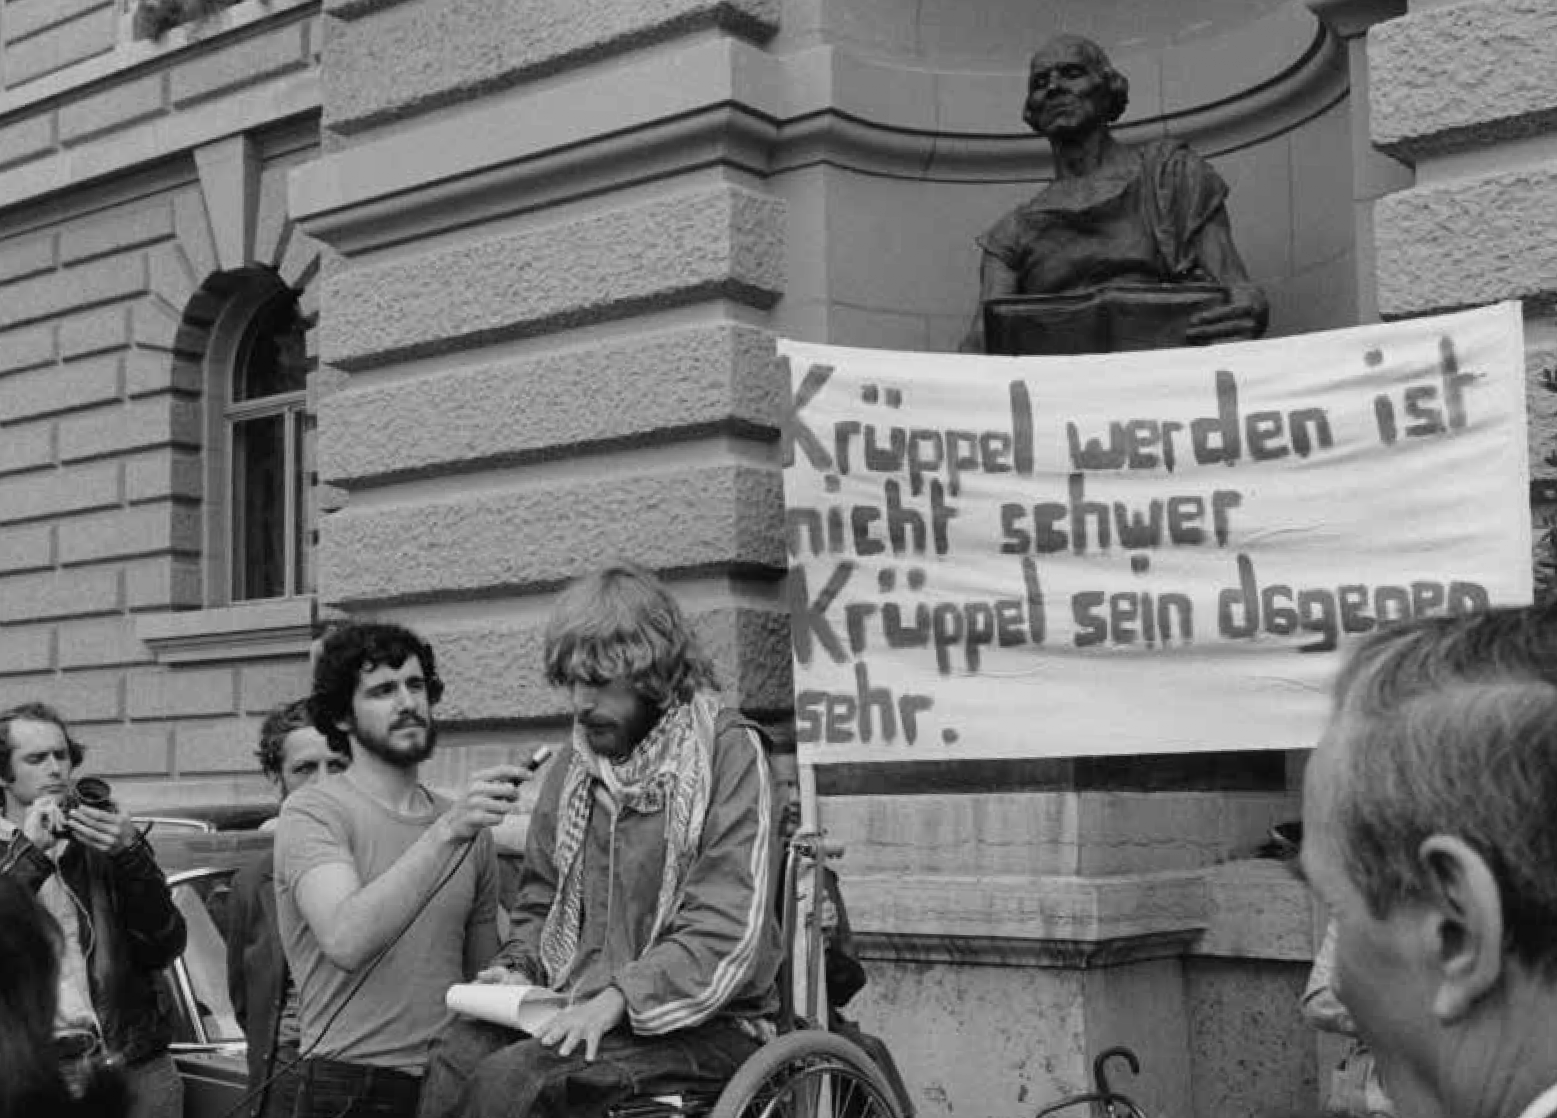 Krüppel werden ist
nicht schwer
Krüppel sein dagegen
sehr.